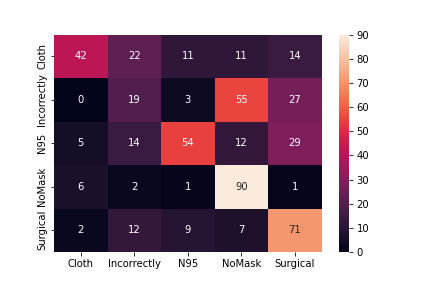 Cloth 42 22 11 11 14
Incorrectly 0 19 3 55 27
N95 5 14 54 12 29
NoMask 6 2 1 90 1
Surgical 2 12 9 7 71
Cloth Incorrectly N95 NoMask Surgical
90
80
70
60
50
40
30
20
10
0